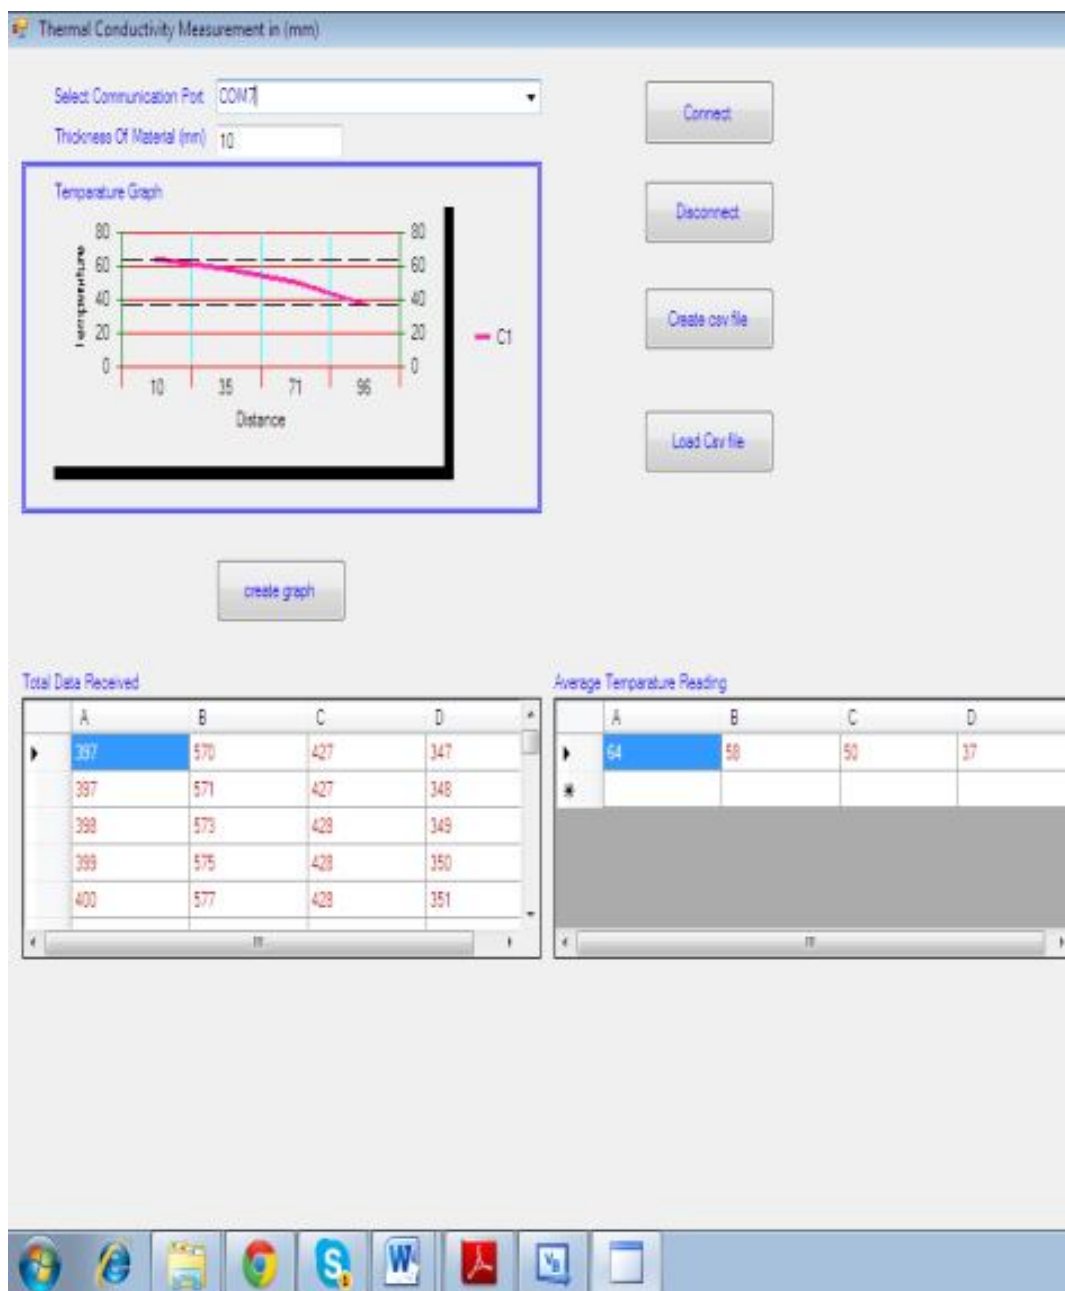 Thermal Conductivity Measurement in (mm)
Select Communication Port COM7
Connect
Thickness Of Material (mm) 10
Disconnect
Temparature Graph
80 80
60 60
40 40
20 20
0 0
Temparature
C1
10 35 71 96
Distance
Create csv file
Load Csv file
create graph
Total Data Received
A B C D
397 570 427 347
397 571 427 348
398 573 428 349
399 575 428 350
400 577 428 351
Average Temparature Reading
A B C D
64 58 50 37